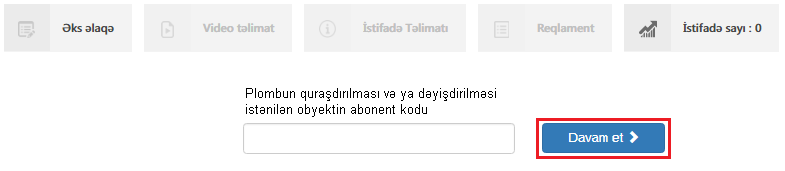 Əks əlaqə Video təlimat İstifadə Təlimatı Reqlament İstifadə sayı : 0
Plombun quraşdırılması və ya dəyişdirilməsi
istənilən obyektin abonent kodu
Davam et